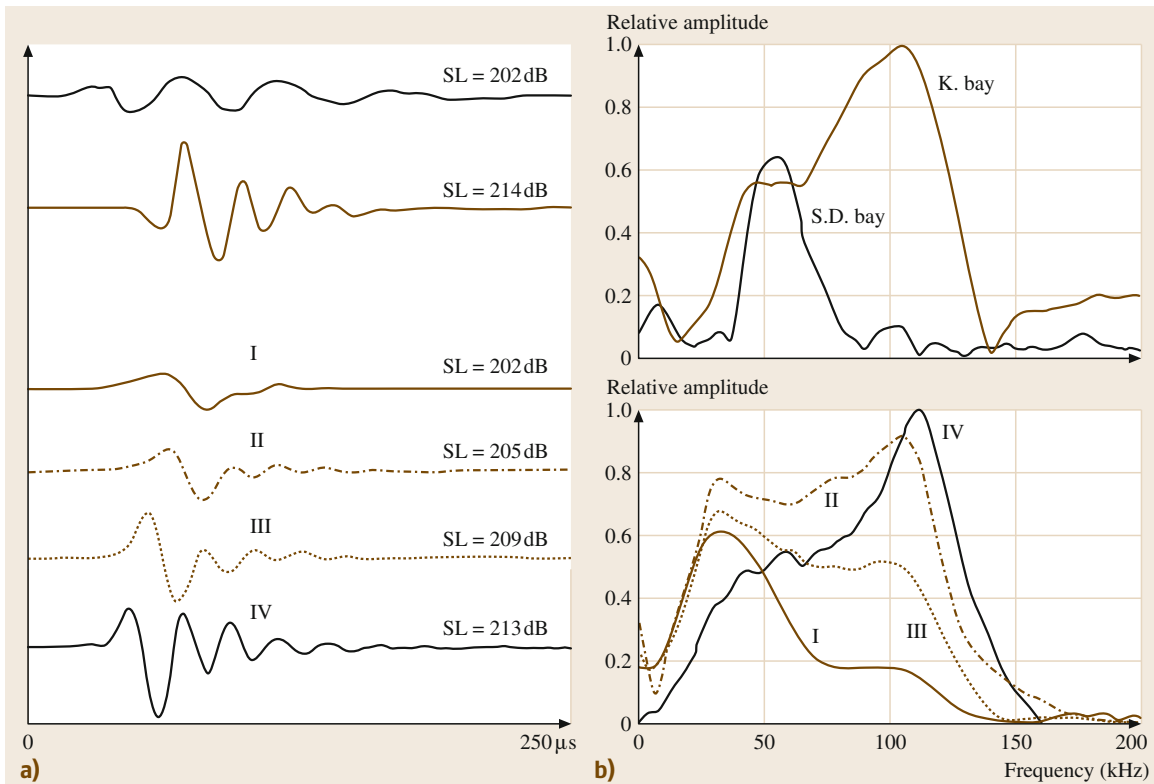 SL = 202 dB
SL = 214 dB
I
SL = 202 dB
II
SL = 205 dB
III
SL = 209 dB
IV
SL = 213 dB
0
250 μs
a)
Relative amplitude
1.0
0.8
0.6
0.4
0.2
0
K. bay
S.D. bay
Relative amplitude
1.0
0.8
0.6
0.4
0.2
0
IV
II
III
I
0 50 100 150 200
Frequency (kHz)
b)